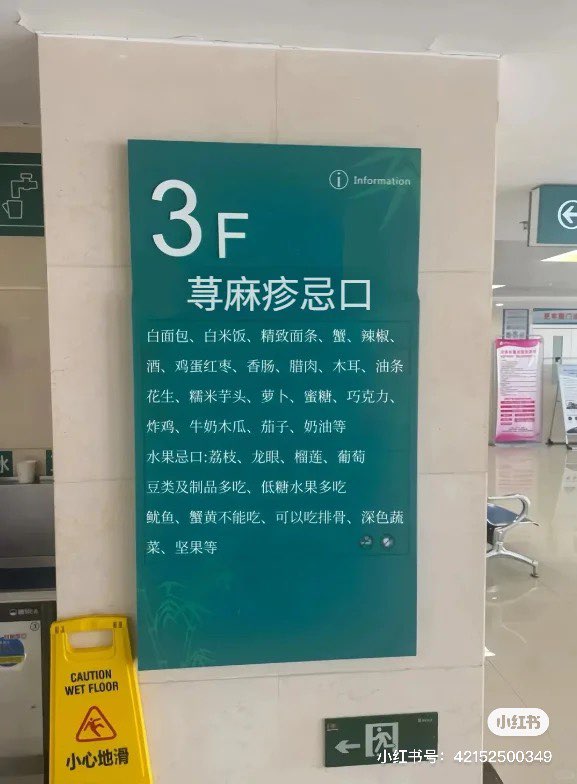 3F
Information
荨麻疹忌口
白面包、白米饭、精致面条、蟹、辣椒、
酒、鸡蛋红枣、香肠、腊肉、木耳、油条
花生、糯米芋头、萝卜、蜜糖、巧克力、
炸鸡、牛奶木瓜、茄子、奶油等
水果忌口:荔枝、龙眼、榴莲、葡萄
豆类及制品多吃、低糖水果多吃
鱿鱼、蟹黄不能吃、可以吃排骨、深色蔬
菜、坚果等
水
CAUTION
WET FLOOR
小心地滑
小红书
小红书号：42152500349